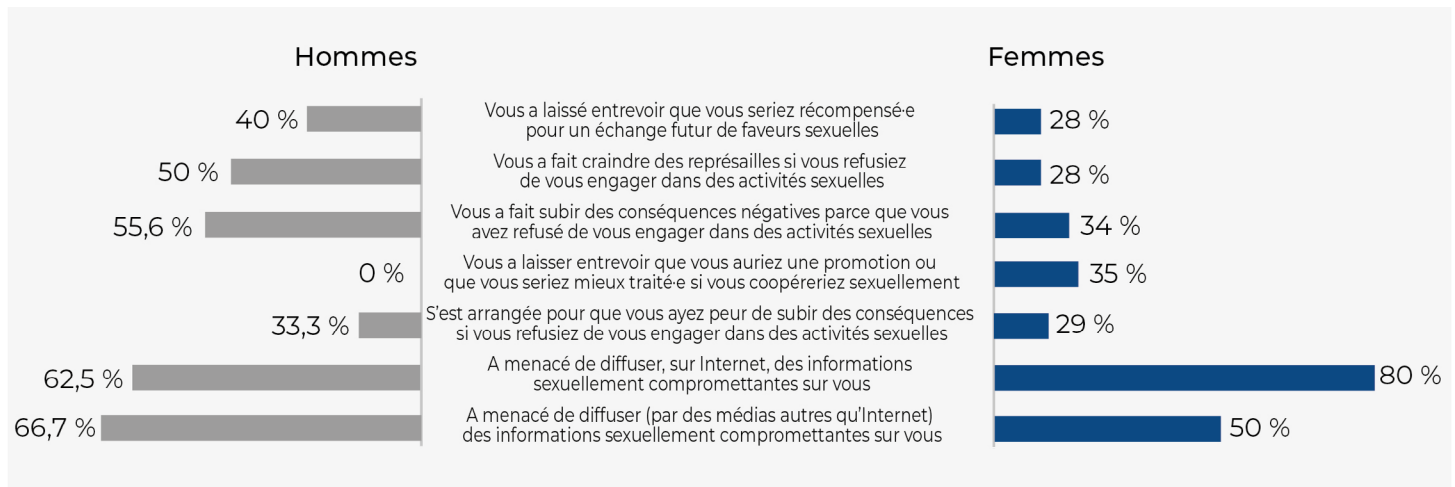 Hommes
Femmes
40 %
Vous a laissé entrevoir que vous seriez récompensé·e
pour un échange futur de faveurs sexuelles
28 %
50 %
Vous a fait craindre des représailles si vous refusiez
de vous engager dans des activités sexuelles
28 %
55,6 %
Vous a fait subir des conséquences négatives parce que vous
avez refusé de vous engager dans des activités sexuelles
34 %
0 %
Vous a laisser entrevoir que vous auriez une promotion ou
que vous seriez mieux traité·e si vous coopéreriez sexuellement
35 %
33,3 %
S’est arrangée pour que vous ayez peur de subir des conséquences
si vous refusiez de vous engager dans des activités sexuelles
29 %
62,5 %
A menacé de diffuser, sur Internet, des informations
sexuellement compromettantes sur vous
80 %
66,7 %
A menacé de diffuser (par des médias autres qu’Internet)
des informations sexuellement compromettantes sur vous
50 %